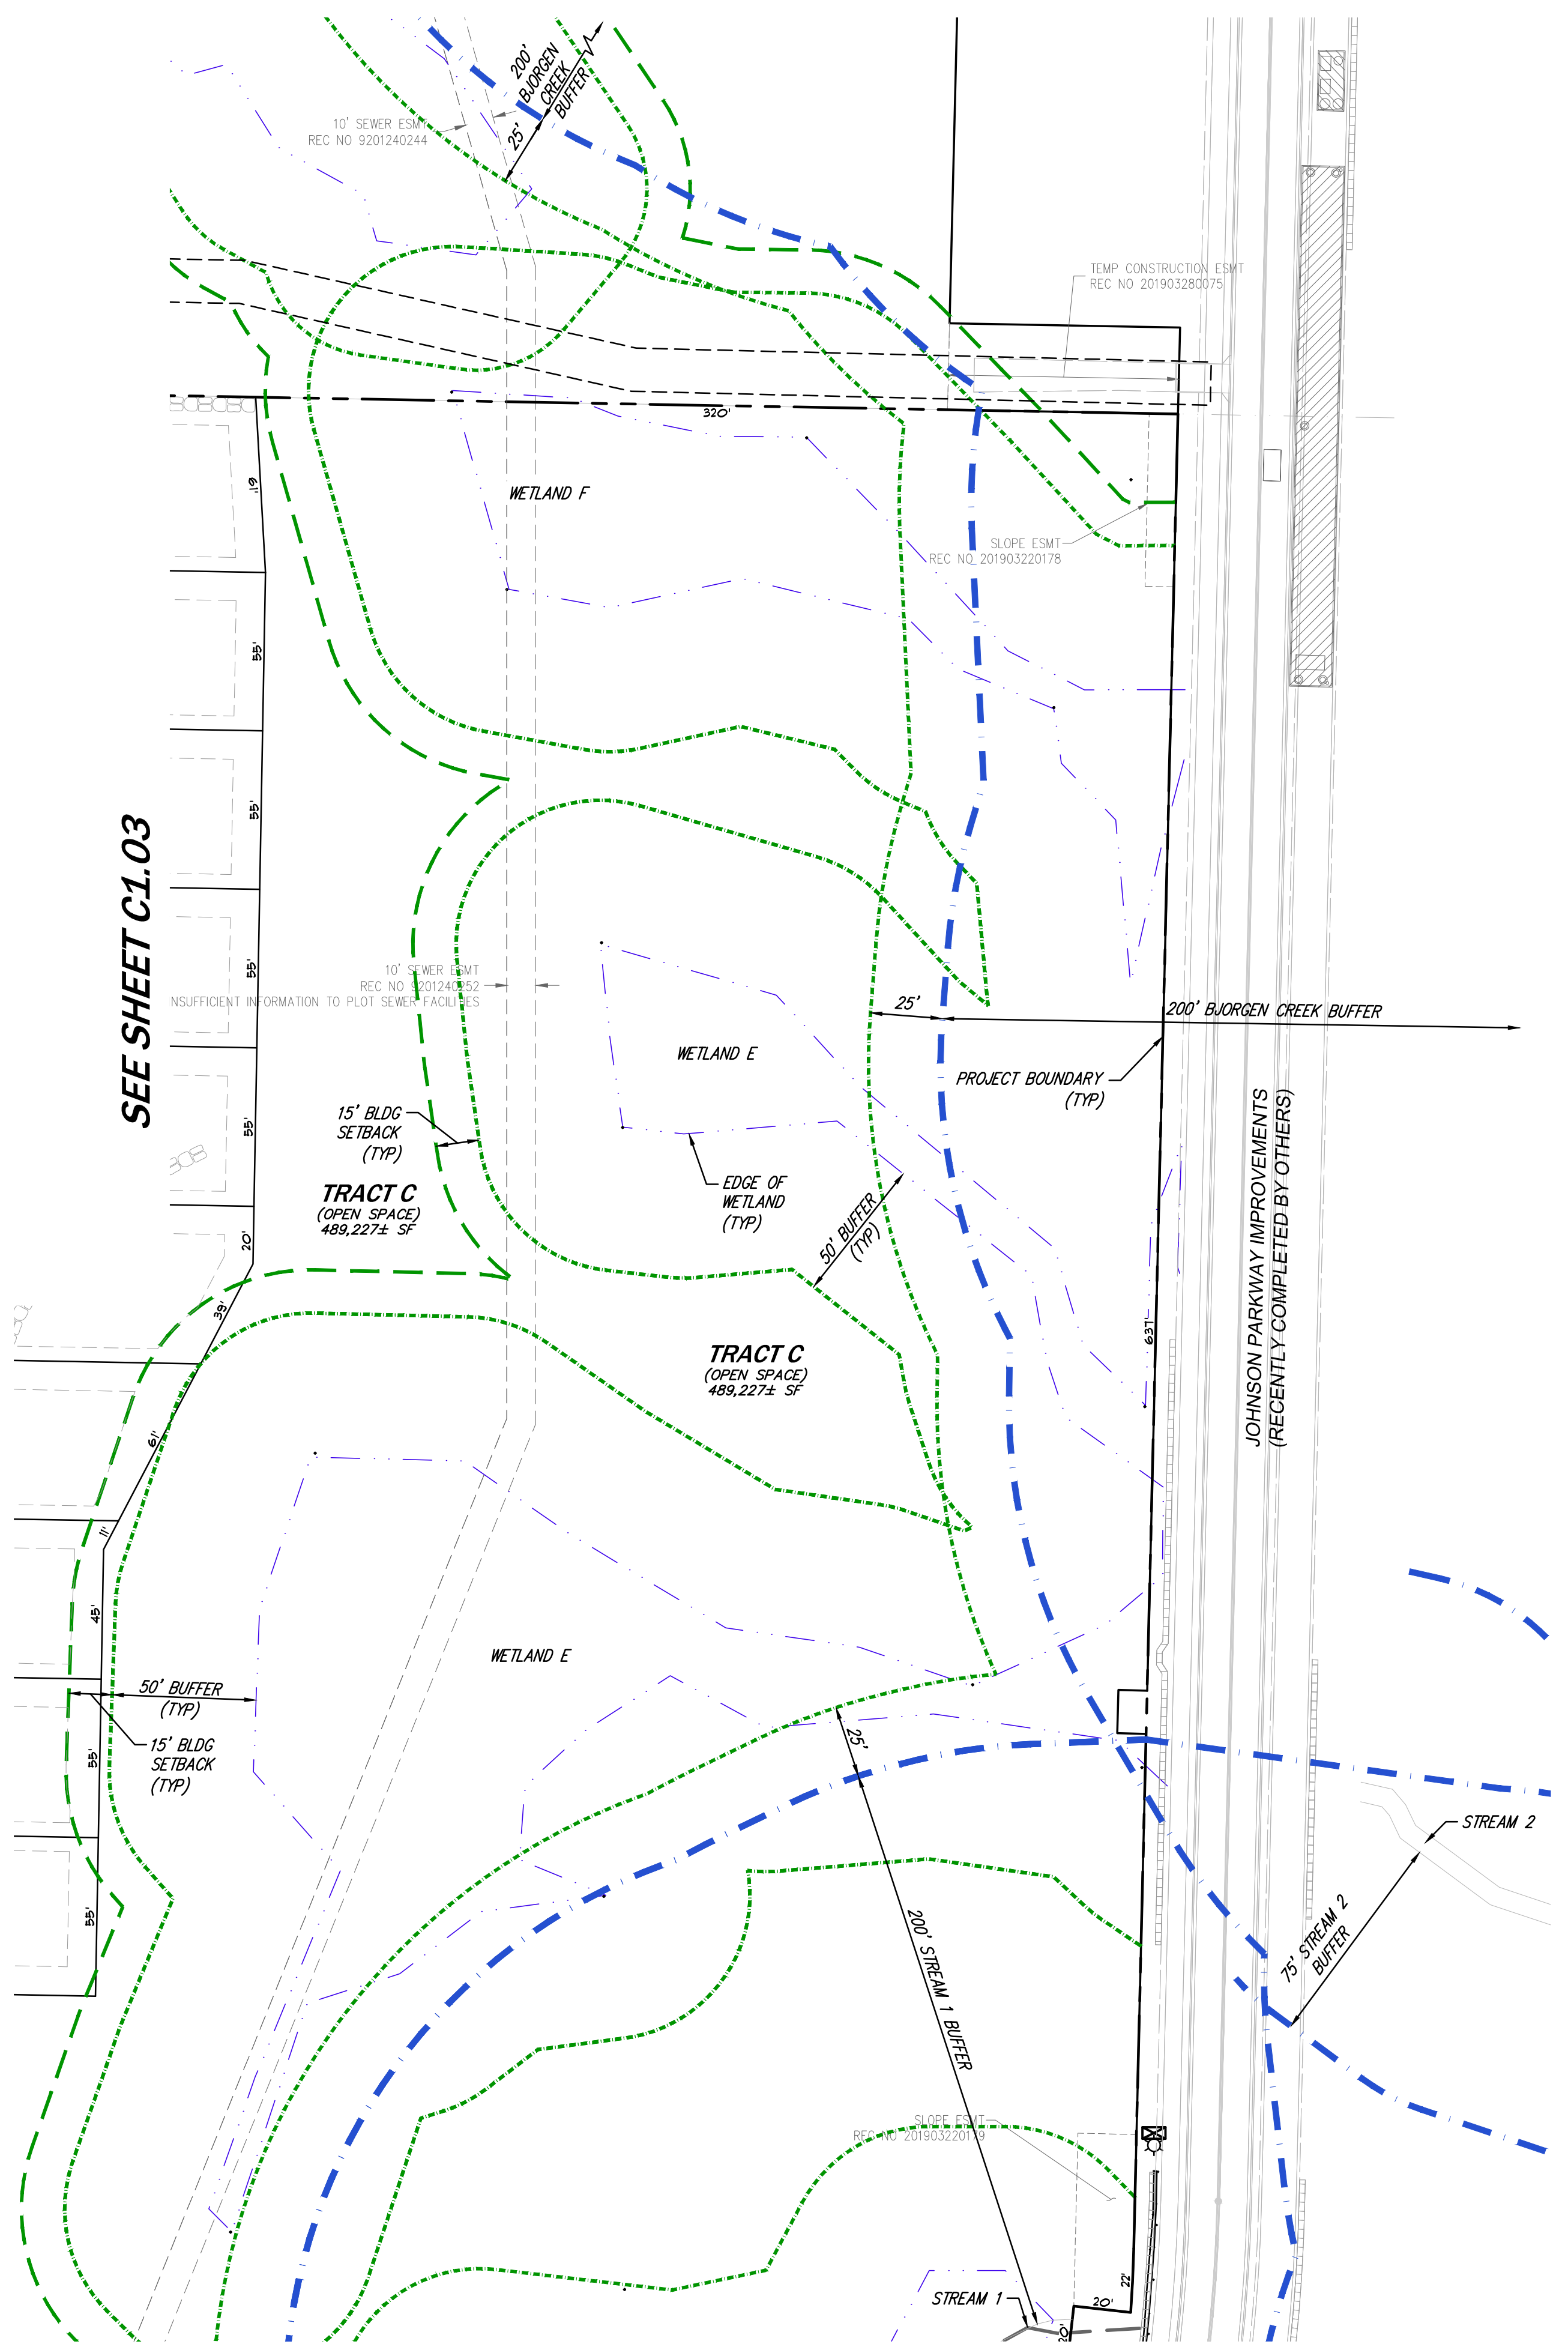 200'
BJORGEN
CREEK
BUFFER
25'
10' SEWER ESMT
REC NO 9201240244
TEMP CONSTRUCTION ESMT
REC NO 201903280075
320'
61'
WETLAND F
SLOPE ESMT
REC NO 201903220178
55'
55'
SEE SHEET C1.03
55'
10' SEWER ESMT
REC NO 9201240252
NSUFFICIENT INFORMATION TO PLOT SEWER FACILITIES
25'
200' BJORGEN CREEK BUFFER
WETLAND E
PROJECT BOUNDARY
(TYP)
55'
15' BLDG
SETBACK
(TYP)
EDGE OF
WETLAND
(TYP)
TRACT C
(OPEN SPACE)
489,227± SF
50' BUFFER
(TYP)
20'
39'
JOHNSON PARKWAY IMPROVEMENTS
(RECENTLY COMPLETED BY OTHERS)
637'
TRACT C
(OPEN SPACE)
489,227± SF
61'
11'
45'
WETLAND E
50' BUFFER
(TYP)
15' BLDG
SETBACK
(TYP)
55'
25'
STREAM 2
55'
75' STREAM 2
BUFFER
200' STREAM 1 BUFFER
SLOPE ESMT
REC NO 201903220179
22'
STREAM 1
20'
20'